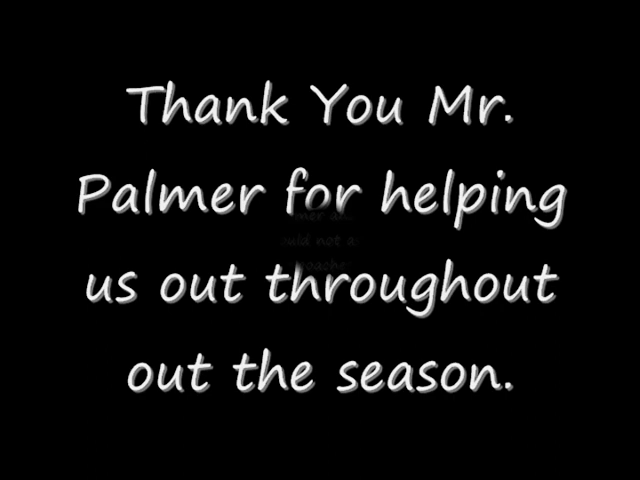 Thank You Mr.
Palmer for helping
us out throughout
out the season.